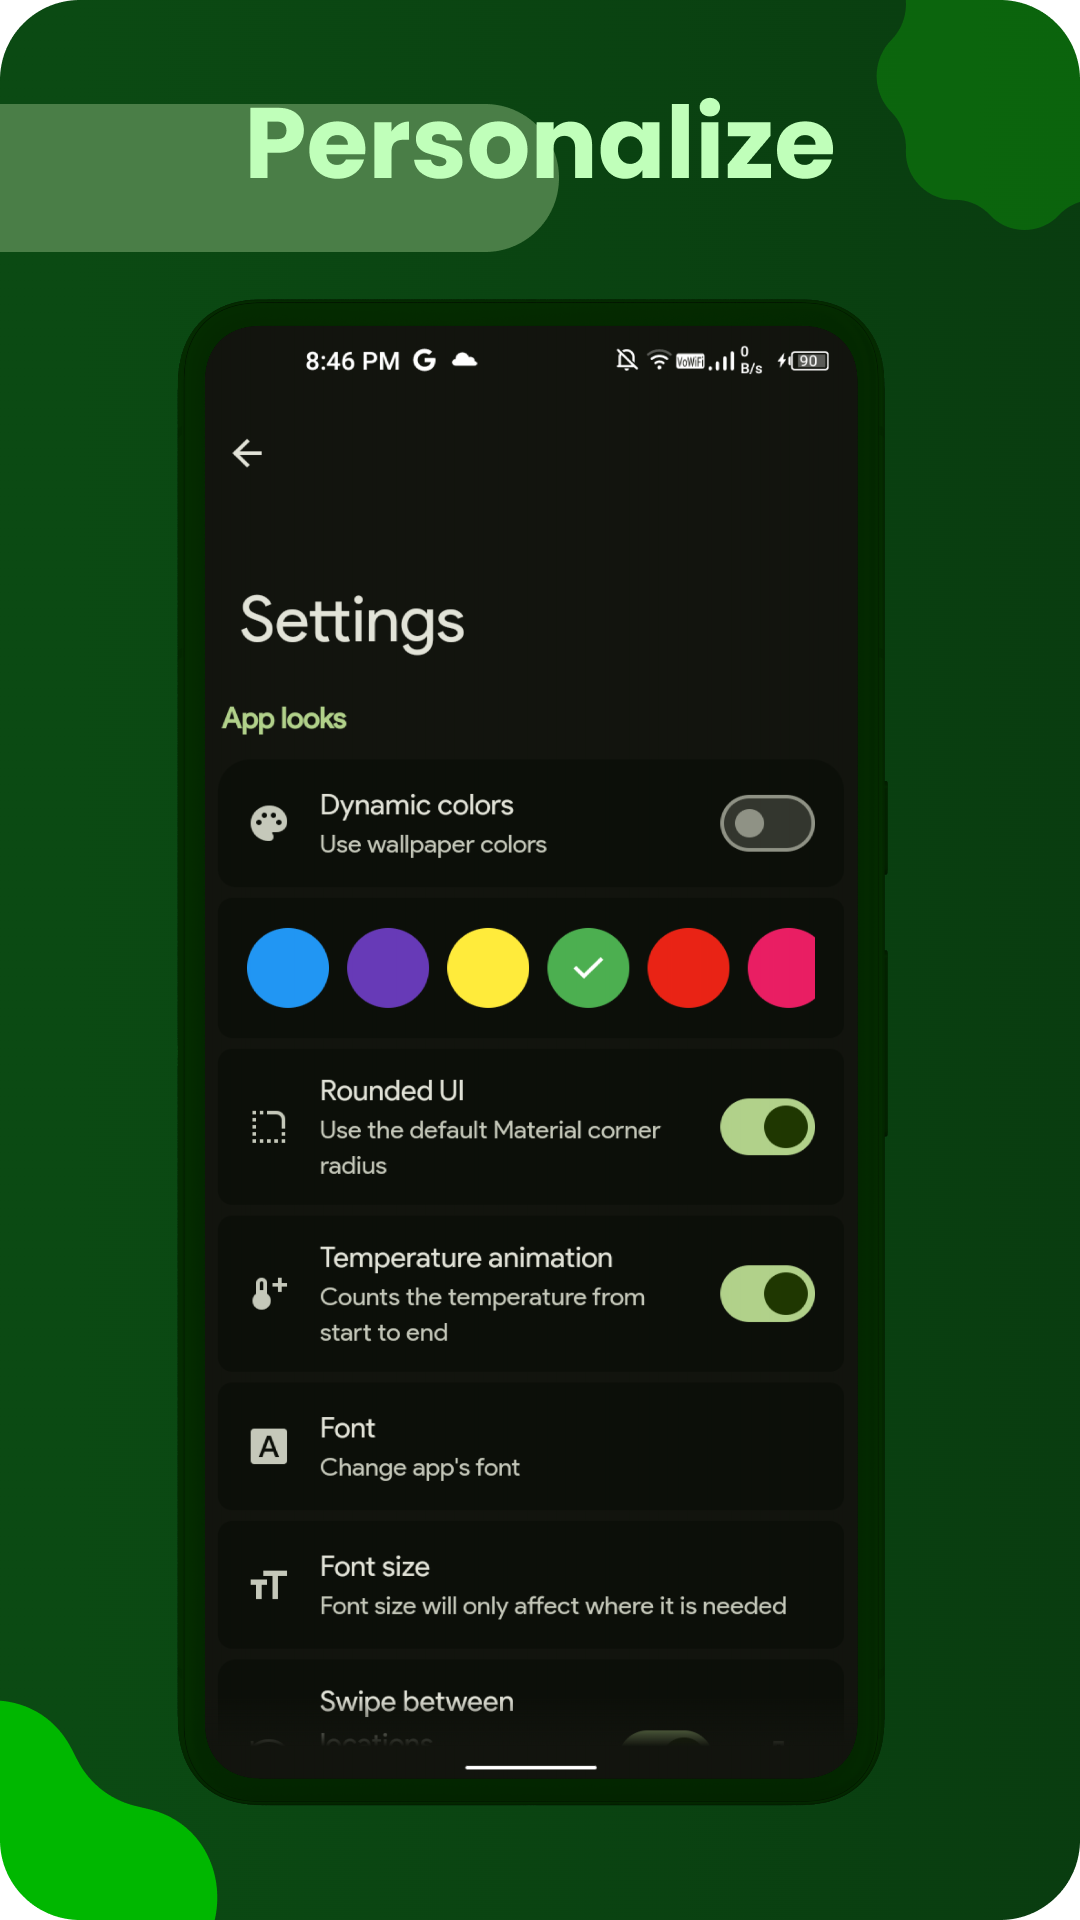 Personalize
8:46 PM G
VoWiFi
0
B/s
90
Settings
App looks
Dynamic colors
Use wallpaper colors
Rounded UI
Use the default Material corner
radius
Temperature animation
Counts the temperature from
start to end
A
Font
Change app's font
TT
Font size
Font size will only affect where it is needed
Swipe between
locations